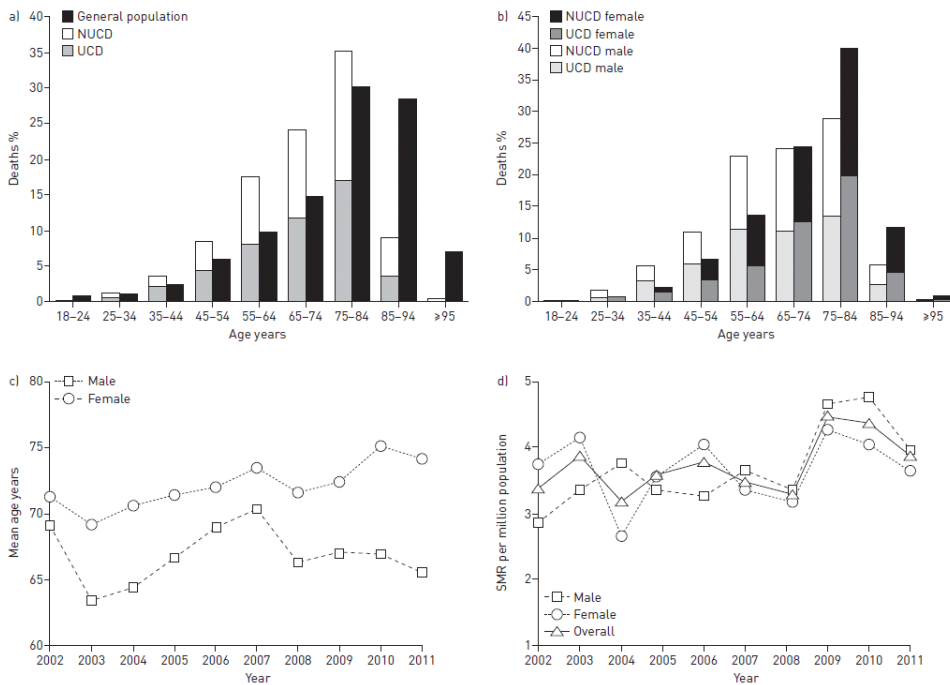 a)
General population
NUCD
UCD
40
35
30
25
20
15
10
5
0
Deaths %
18–24 25–34 35–44 45–54 55–64 65–74 75–84 85–94 ≥95
Age years
b)
NUCD female
UCD female
NUCD male
UCD male
45
40
35
30
25
20
15
10
5
0
Deaths %
18–24 25–34 35–44 45–54 55–64 65–74 75–84 85–94 ≥95
Age years
c)
Male
Female
80
75
70
65
60
Mean age years
2002 2003 2004 2005 2006 2007 2008 2009 2010 2011
Year
d)
5
4
3
2
1
SMR per million population
Male
Female
Overall
2002 2003 2004 2005 2006 2007 2008 2009 2010 2011
Year